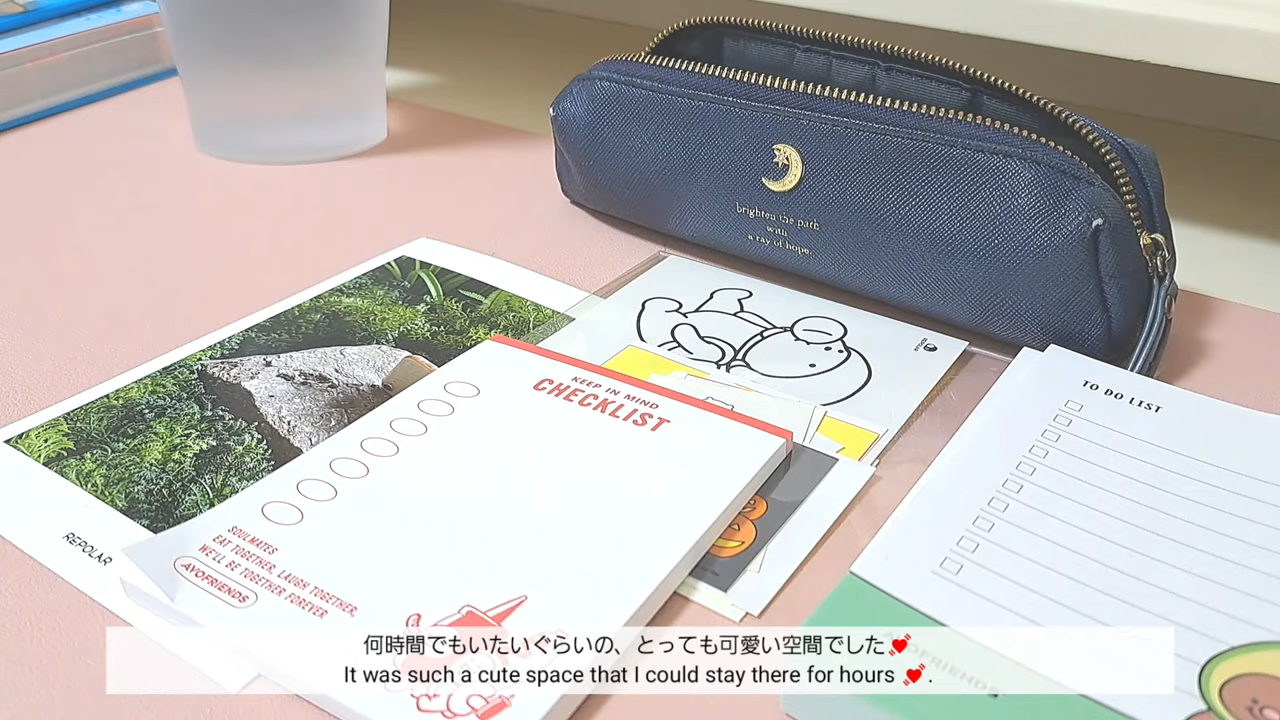 brighten the path
with
a ray of hope.
KEEP IN MIND
CHECKLIST
TO DO LIST
REPOLAR
SOULMATES
EAT TOGETHER, LAUGH TOGETHER,
WE'LL BE TOGETHER FOREVER
AYOFRIENDS
AYOFRIENDS
何時間でもいたいぐらいの、とっても可愛い空間でした💓
It was such a cute space that I could stay there for hours 💓.